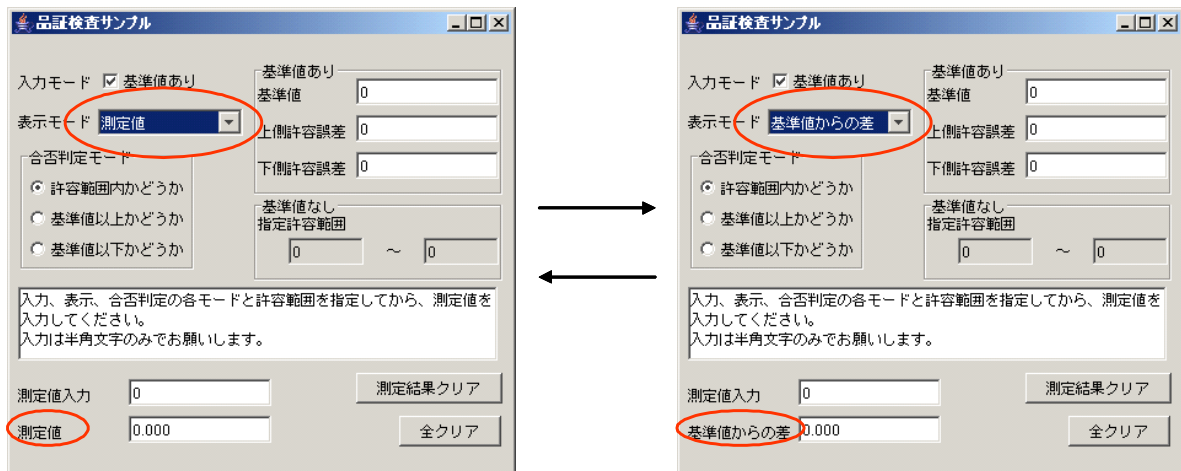 品証検査サンプル
入力モード 基準値あり
表示モード 測定値
合否判定モード
許容範囲内かどうか
基準値以上かどうか
基準値以下かどうか
基準値あり
基準値 0
上側許容誤差 0
下側許容誤差 0
基準値なし
指定許容範囲
0 ～ 0
入力、表示、合否判定の各モードと許容範囲を指定してから、測定値を
入力してください。
入力は半角文字のみでお願いします。
測定値入力 0
測定結果クリア
測定値 0.000
全クリア
品証検査サンプル
入力モード 基準値あり
表示モード 基準値からの差
合否判定モード
許容範囲内かどうか
基準値以上かどうか
基準値以下かどうか
基準値あり
基準値 0
上側許容誤差 0
下側許容誤差 0
基準値なし
指定許容範囲
0 ～ 0
入力、表示、合否判定の各モードと許容範囲を指定してから、測定値を
入力してください。
入力は半角文字のみでお願いします。
測定値入力 0
測定結果クリア
基準値からの差 0.000
全クリア